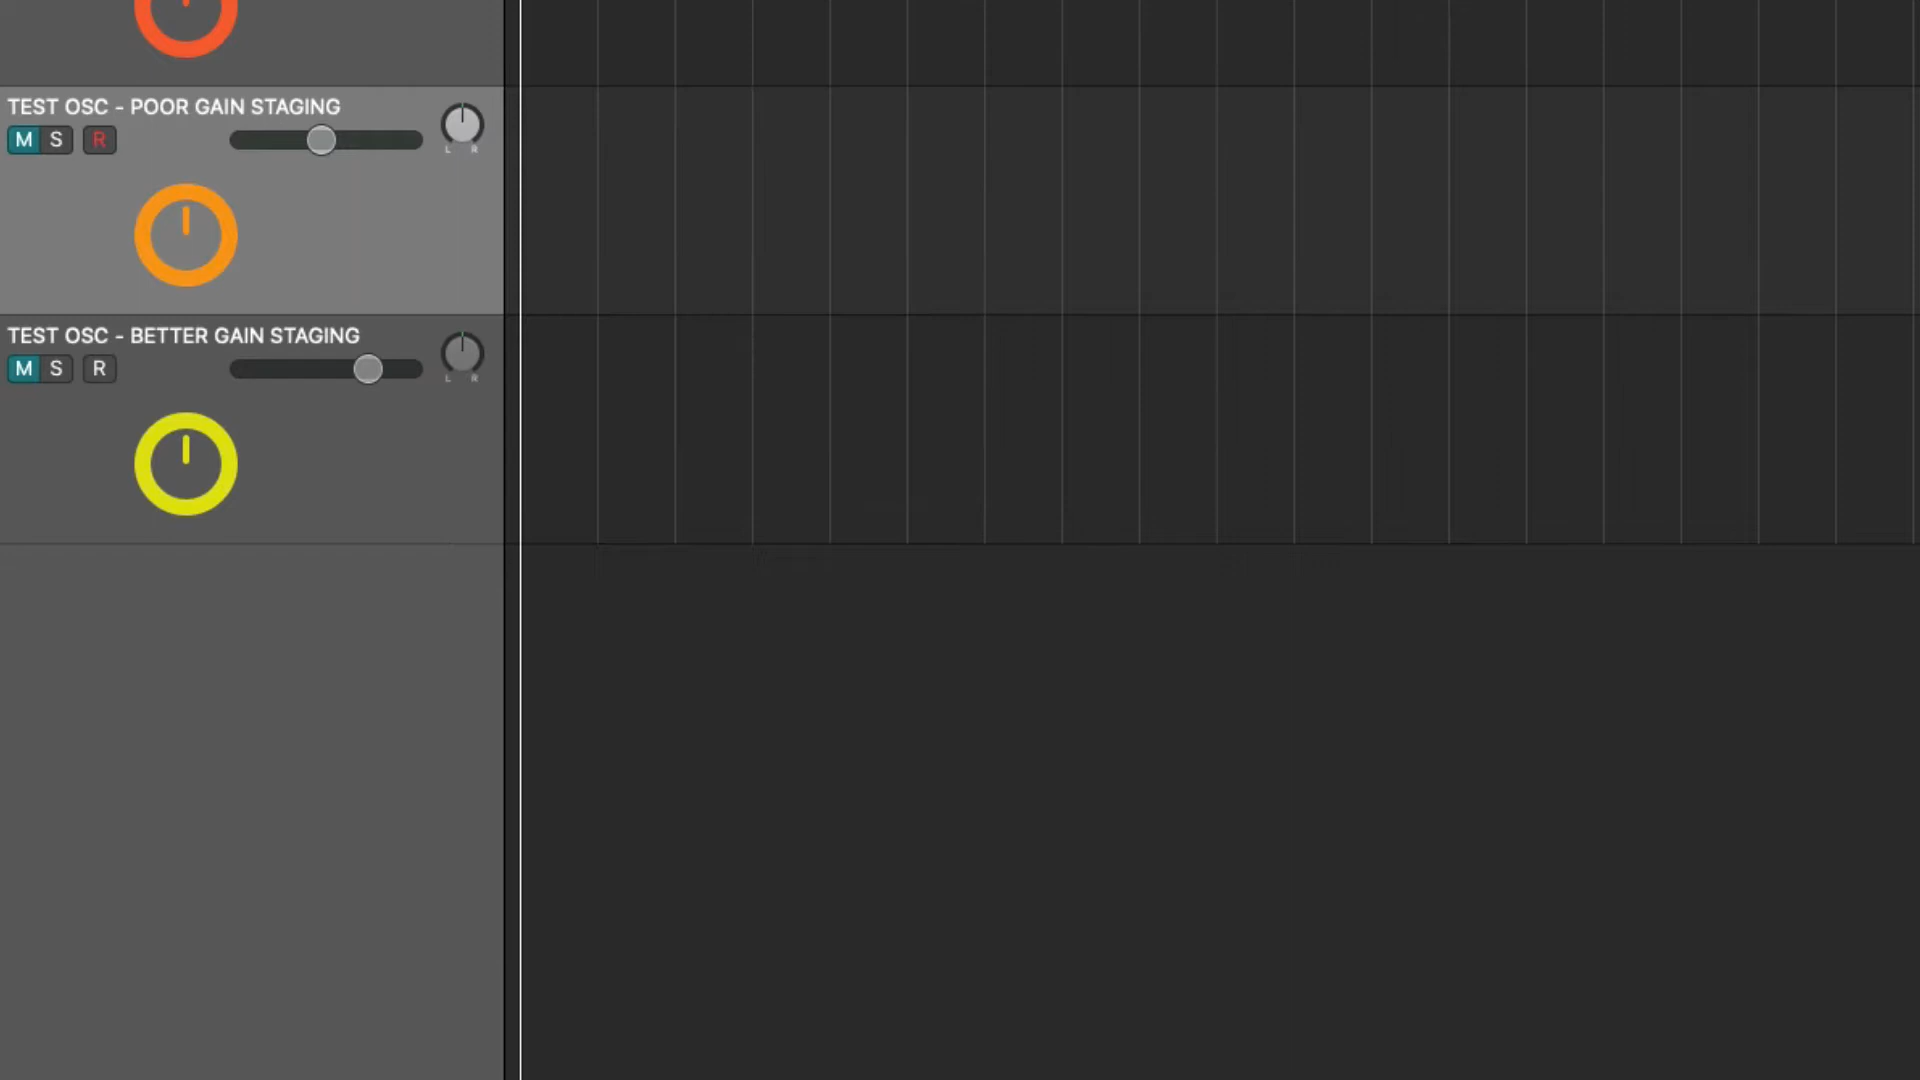 TEST OSC - POOR GAIN STAGING
M S R
L R
TEST OSC - BETTER GAIN STAGING
M S R
L R